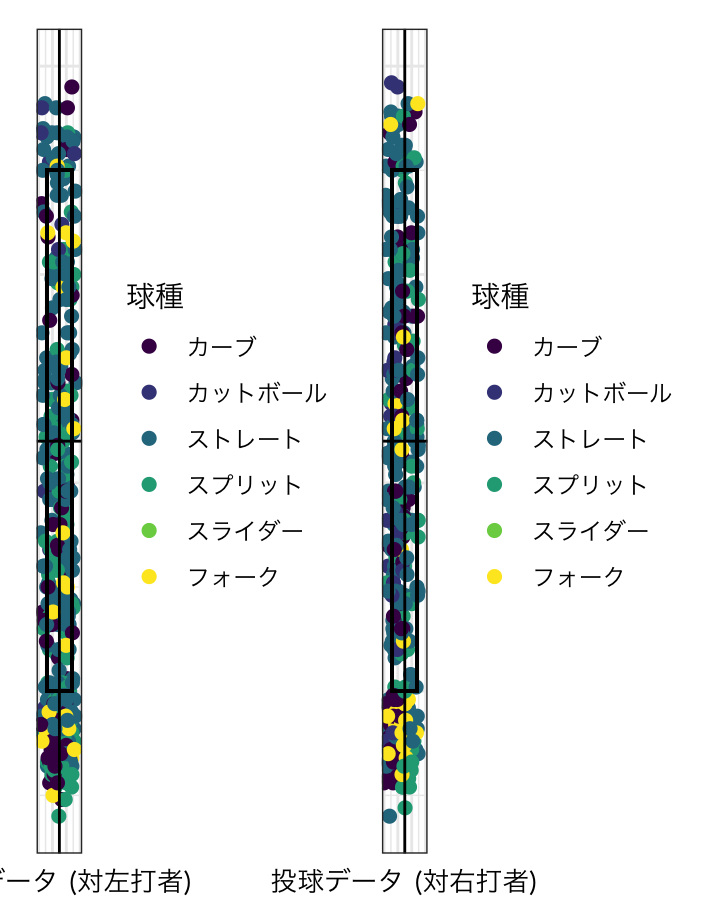 球種
カーブ
カットボール
ストレート
スプリット
スライダー
フォーク
データ (対左打者)
球種
カーブ
カットボール
ストレート
スプリット
スライダー
フォーク
投球データ (対右打者)